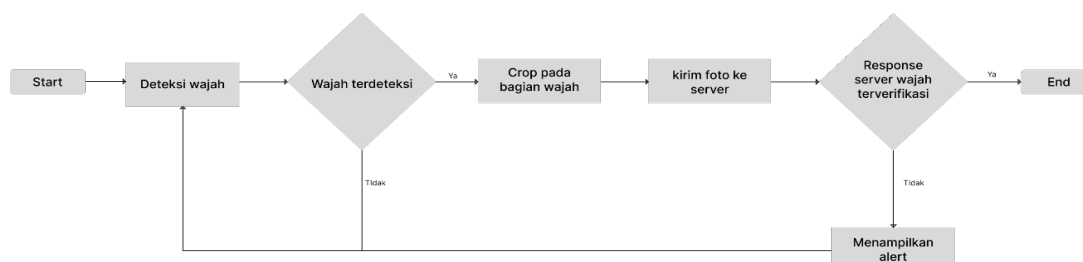 Start
Deteksi wajah
Wajah terdeteksi
Ya
Crop pada
bagian wajah
kirim foto ke
server
Response
server wajah
terverifikasi
Ya
End
TIdak
TIdak
Menampilkan
alert